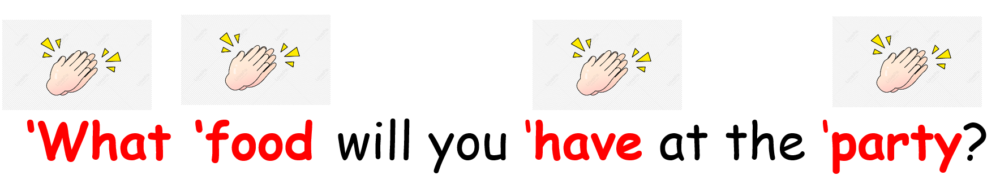 ‘What ‘food will you ‘have at the ‘party?